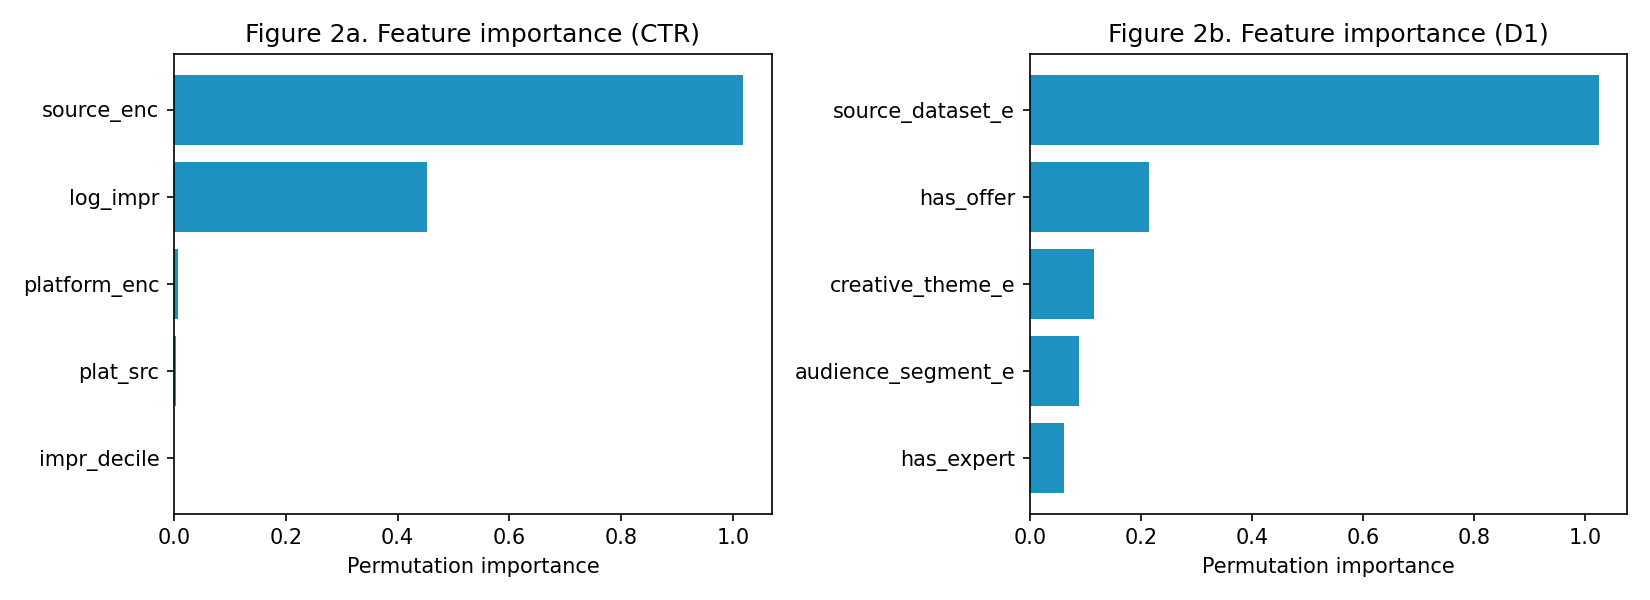 Figure 2a. Feature importance (CTR)
source_enc
log_impr
platform_enc
plat_src
impr_decile
0.0 0.2 0.4 0.6 0.8 1.0
Permutation importance
Figure 2b. Feature importance (D1)
source_dataset_e
has_offer
creative_theme_e
audience_segment_e
has_expert
0.0 0.2 0.4 0.6 0.8 1.0
Permutation importance